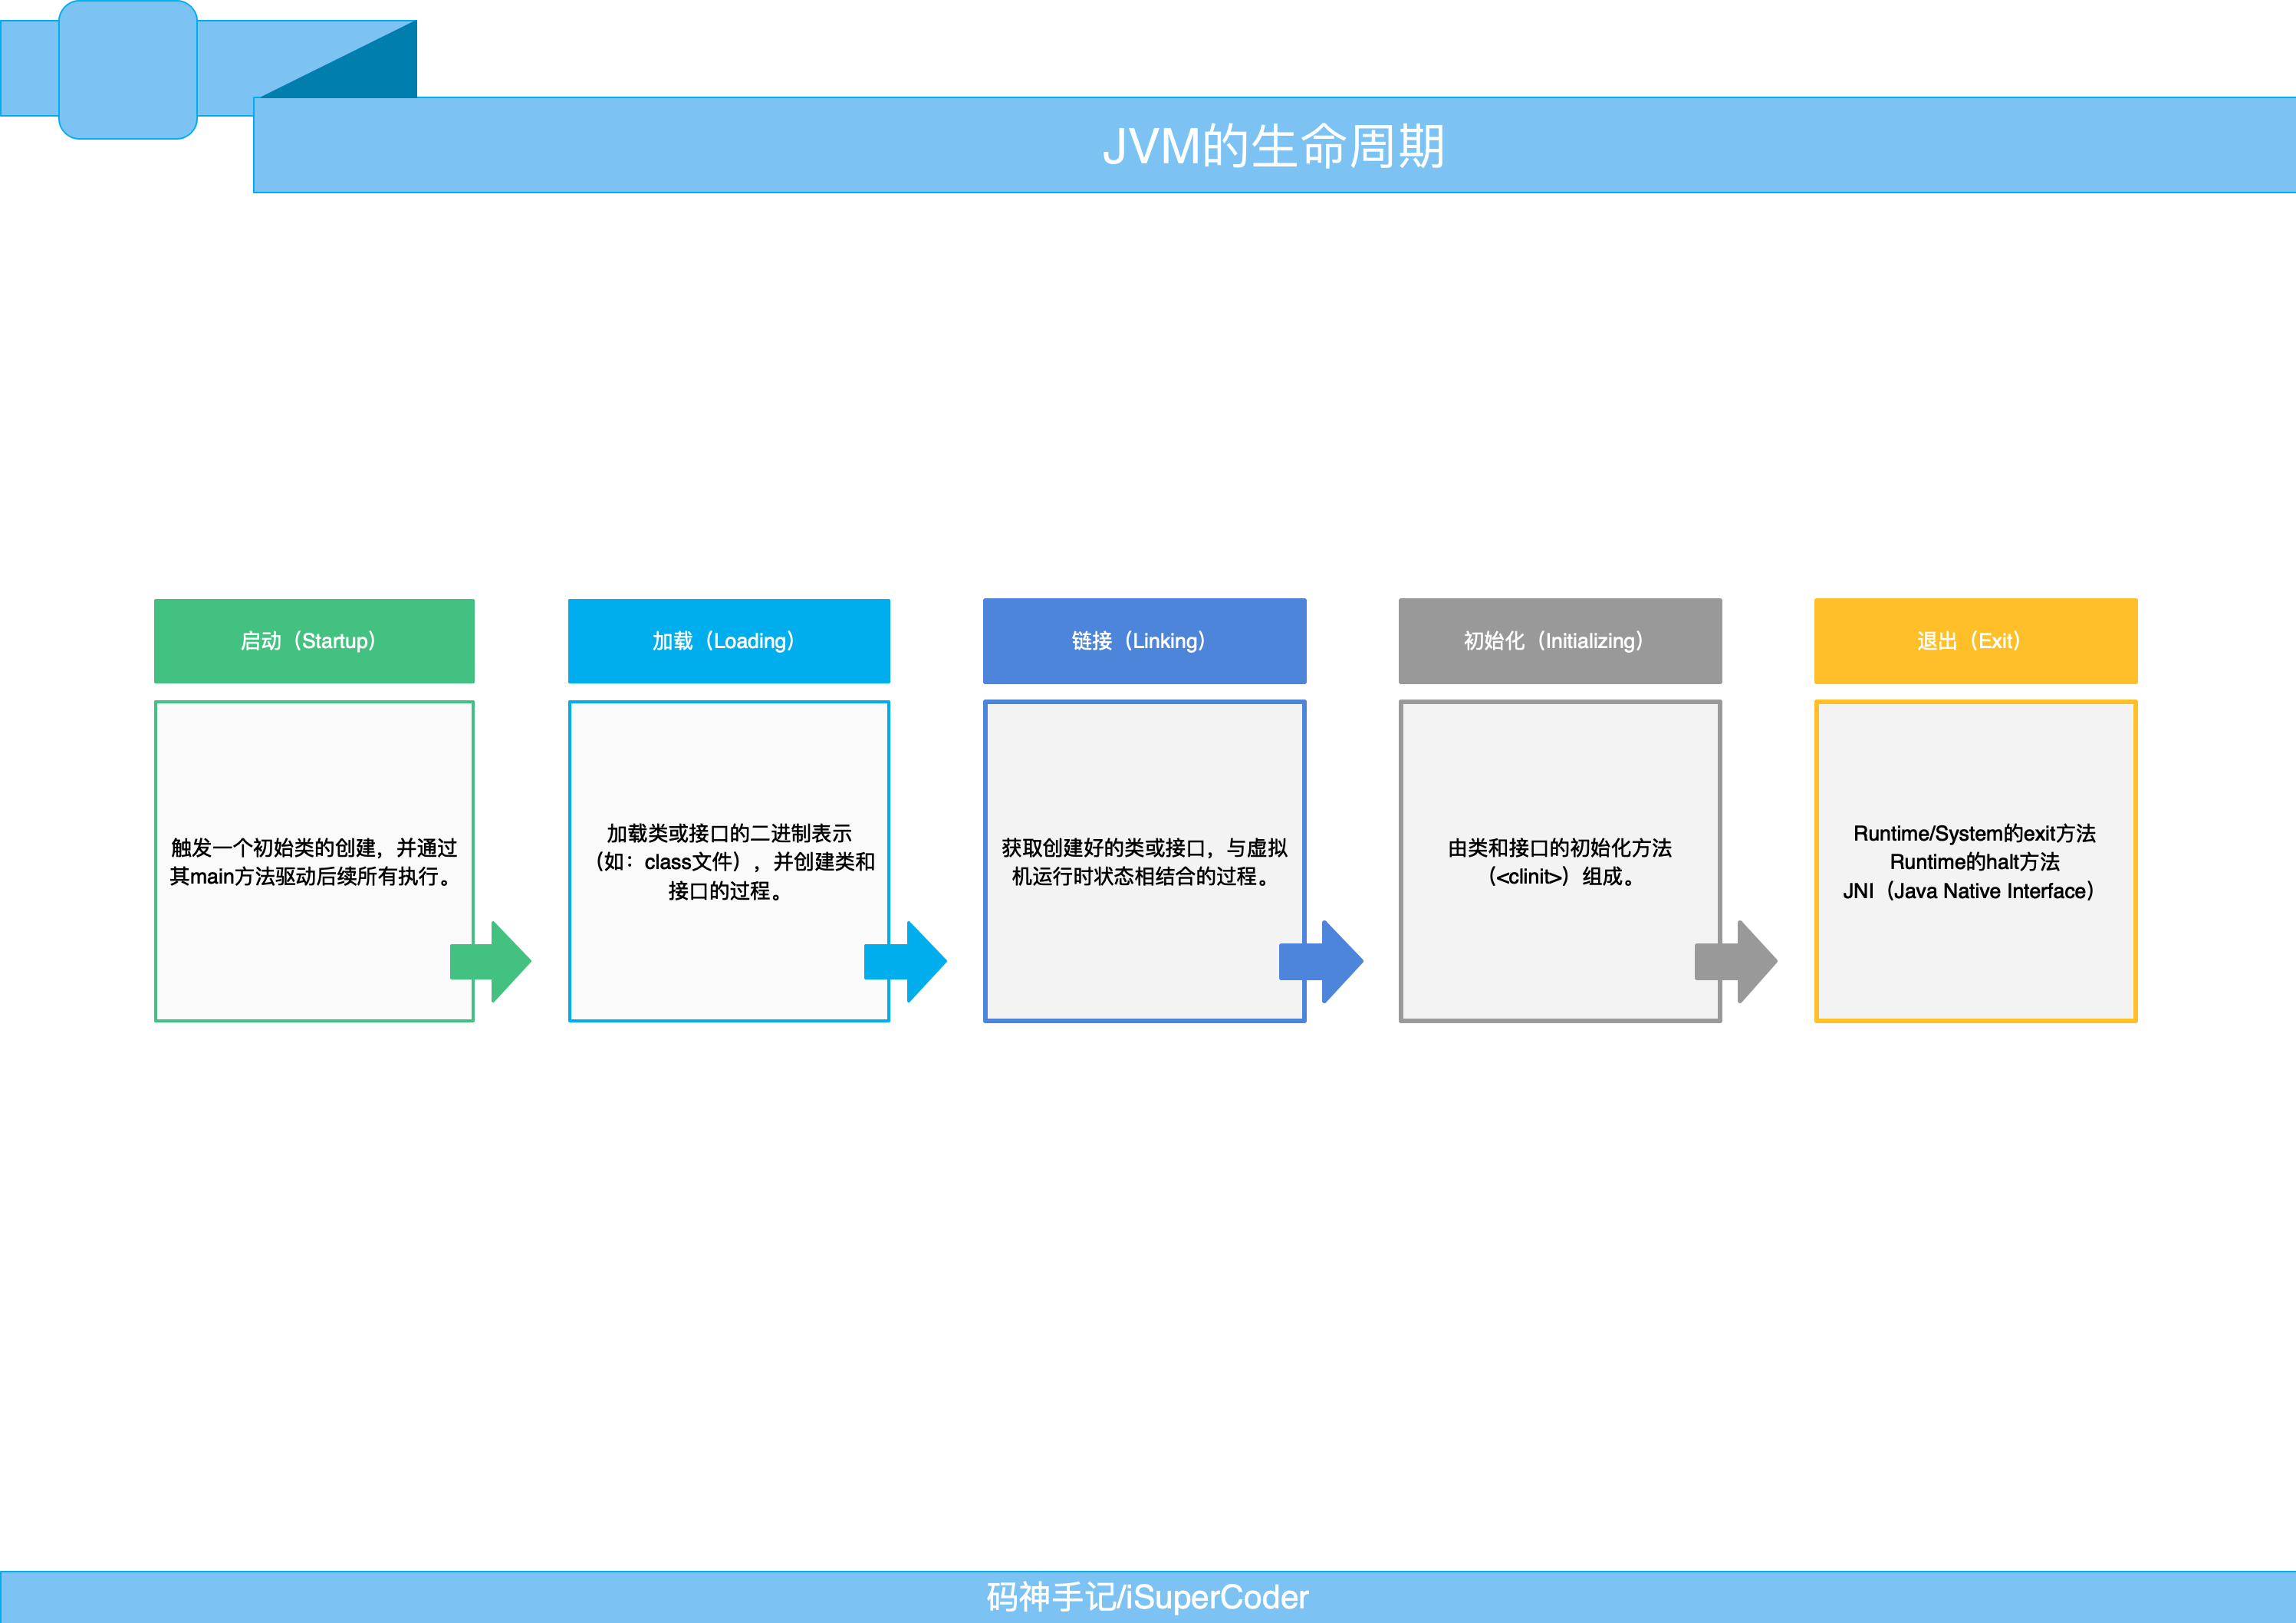 JVM的生命周期
启动（Startup）
触发一个初始类的创建，并通过
其main方法驱动后续所有执行。
加载（Loading）
加载类或接口的二进制表示
（如：class文件），并创建类和
接口的过程。
链接（Linking）
获取创建好的类或接口，与虚拟
机运行时状态相结合的过程。
初始化（Initializing）
由类和接口的初始化方法
（<clinit>）组成。
退出（Exit）
Runtime/System的exit方法
Runtime的halt方法
JNI（Java Native Interface）
码神手记/iSuperCoder